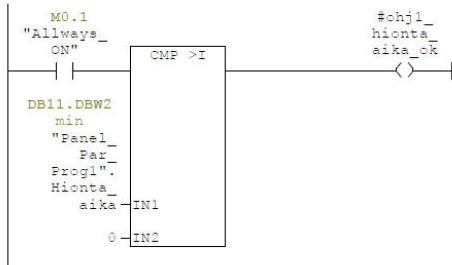 M0.1
"Allways_
ON"
CMP >I
#ohj1_
hionta_
aika_ok
DB11.DBW2
min
"Panel_
Par_
Prog1".
Hionta_
aika
IN1
0
IN2